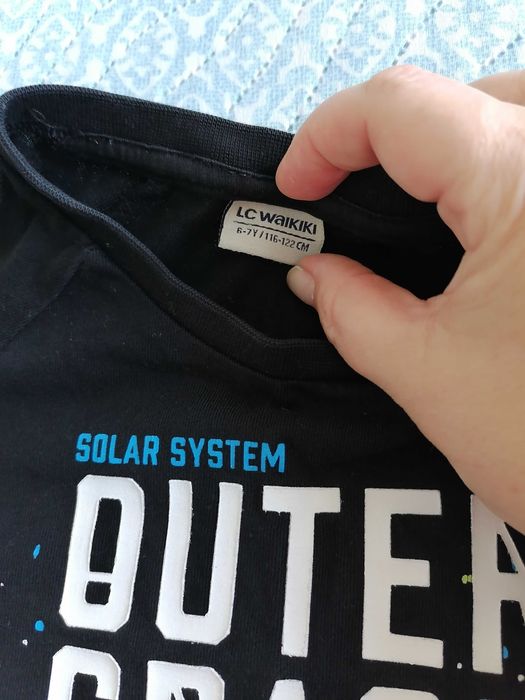 LC WAIKIKI
6-7Y / 116-122 CM
SOLAR SYSTEM
OUTER